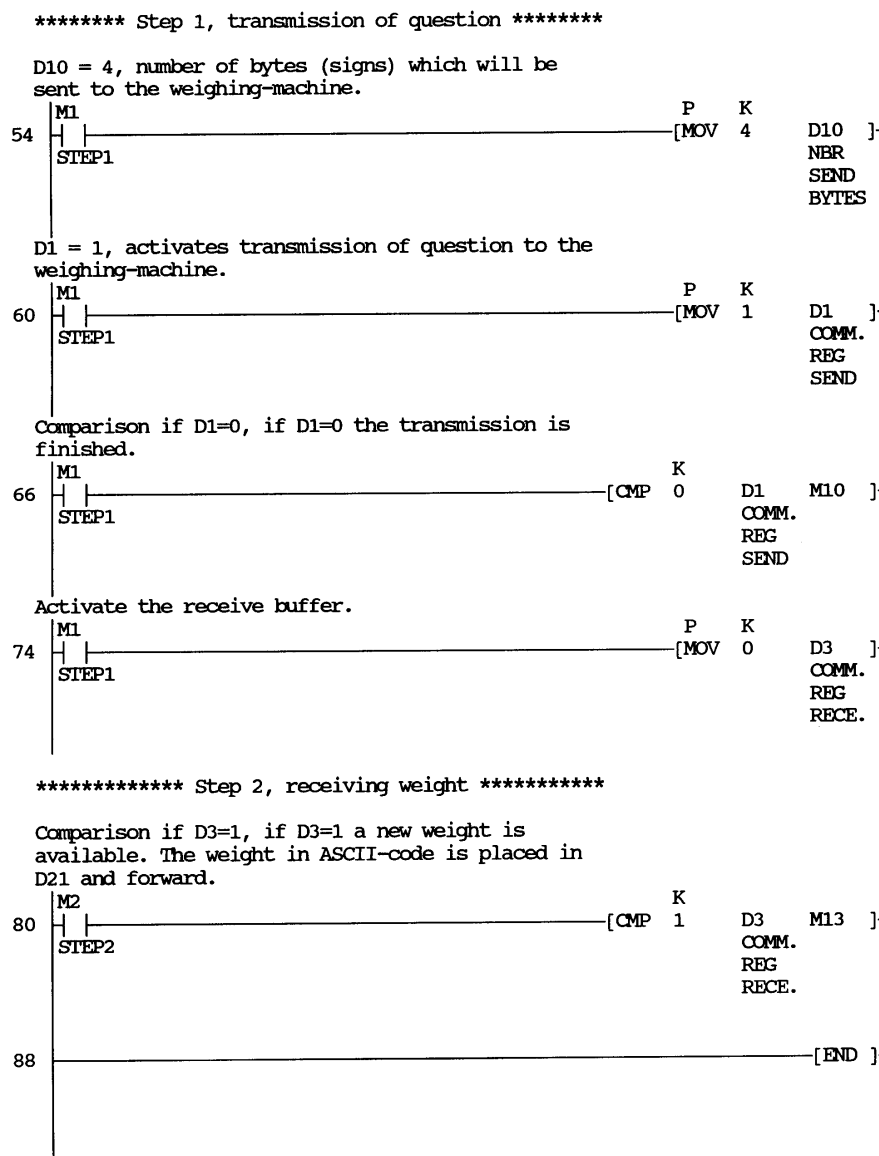 ******** Step 1, transmission of question ********
D10 = 4, number of bytes (signs) which will be
sent to the weighing-machine.
M1 P K
54 [MOV 4 D10 ]
STEP1 NBR
SEND
BYTES
D1 = 1, activates transmission of question to the
weighing-machine.
M1 P K
60 [MOV 1 D1 ]
STEP1 COMM.
REG
SEND
Comparison if D1=0, if D1=0 the transmission is
finished.
M1 K
66 [CMP 0 D1 M10 ]
STEP1 COMM.
REG
SEND
Activate the receive buffer.
M1 P K
74 [MOV 0 D3 ]
STEP1 COMM.
REG
RECE.
************* Step 2, receiving weight ***********
Comparison if D3=1, if D3=1 a new weight is
available. The weight in ASCII-code is placed in
D21 and forward.
M2 K
80 [CMP 1 D3 M13 ]
STEP2 COMM.
REG
RECE.
88 [END ]